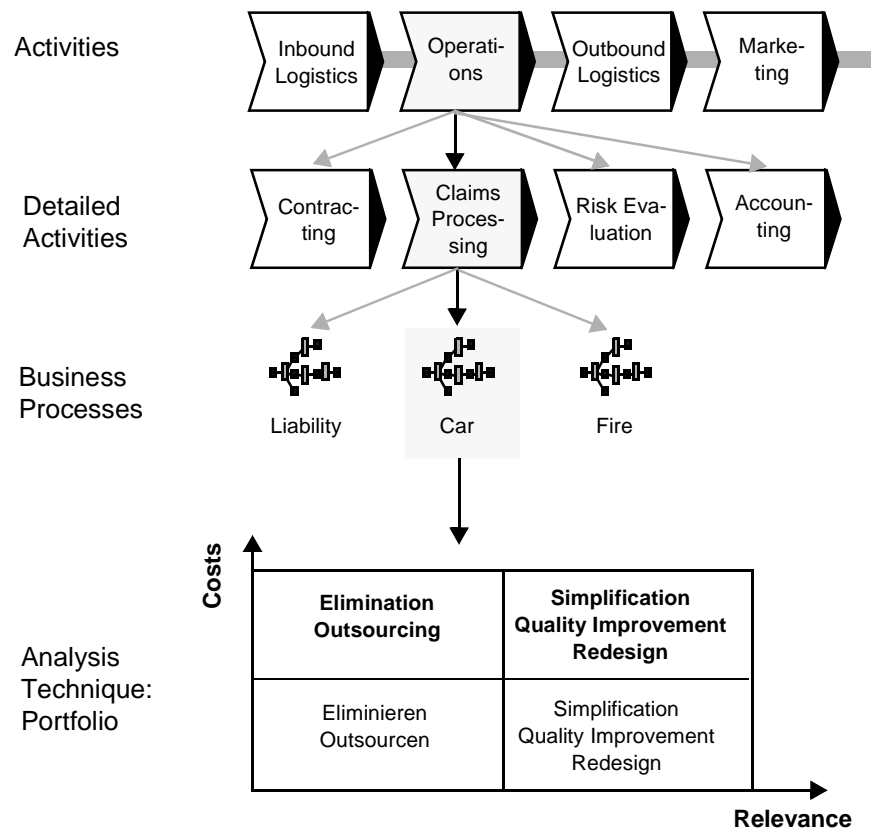 Activities
Inbound
Logistics
Operati-
ons
Outbound
Logistics
Marke-
ting
Detailed
Activities
Contrac-
ting
Claims
Proces-
sing
Risk Eva-
luation
Accoun-
ting
Business
Processes
Liability
Car
Fire
Analysis
Technique:
Portfolio
Costs
Elimination
Outsourcing
Simplification
Quality Improvement
Redesign
Eliminieren
Outsourcen
Simplification
Quality Improvement
Redesign
Relevance